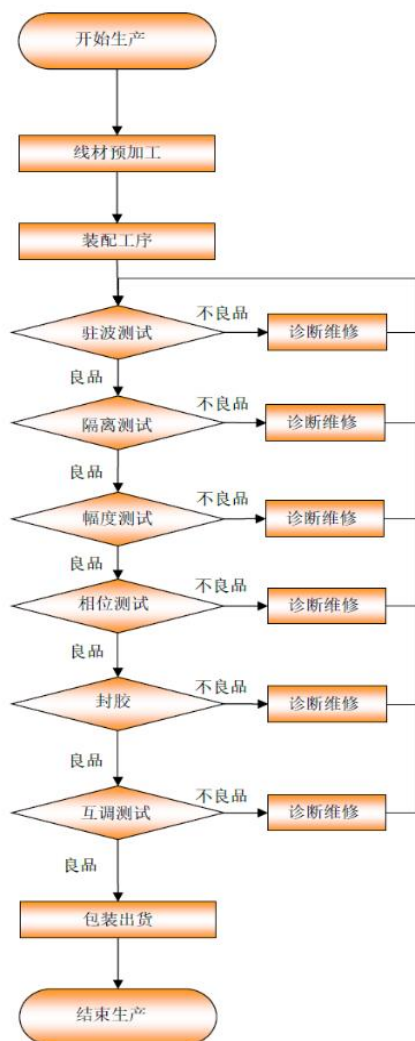 开始生产
线材预加工
装配工序
驻波测试
不良品
诊断维修
良品
隔离测试
不良品
诊断维修
良品
幅度测试
不良品
诊断维修
良品
相位测试
不良品
诊断维修
良品
封胶
不良品
诊断维修
良品
互调测试
不良品
诊断维修
良品
包装出货
结束生产